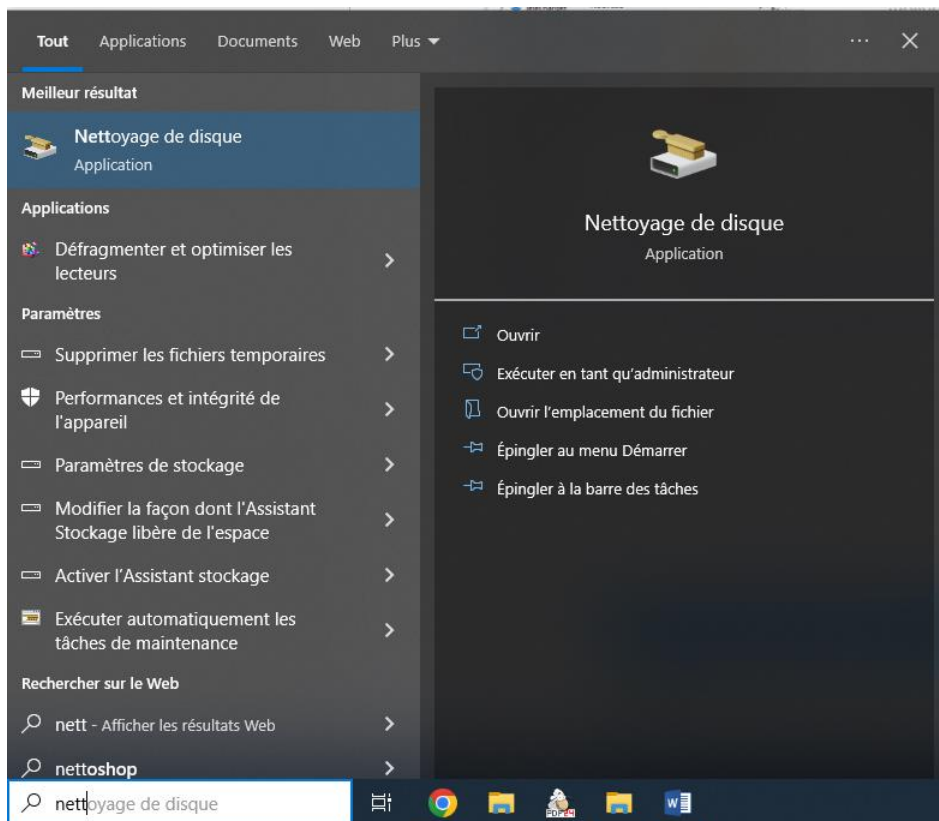 Tout Applications Documents Web Plus
Meilleur résultat
Nettoyage de disque
Application
Applications
Défragmenter et optimiser les
lecteurs
Paramètres
Supprimer les fichiers temporaires
Performances et intégrité de
l'appareil
Paramètres de stockage
Modifier la façon dont l'Assistant
Stockage libère de l'espace
Activer l'Assistant stockage
Exécuter automatiquement les
tâches de maintenance
Rechercher sur le Web
nett - Afficher les résultats Web
nettoshop
nettoyage de disque
Nettoyage de disque
Application
Ouvrir
Exécuter en tant qu'administrateur
Ouvrir l'emplacement du fichier
Épingler au menu Démarrer
Épingler à la barre des tâches
PDF24
W